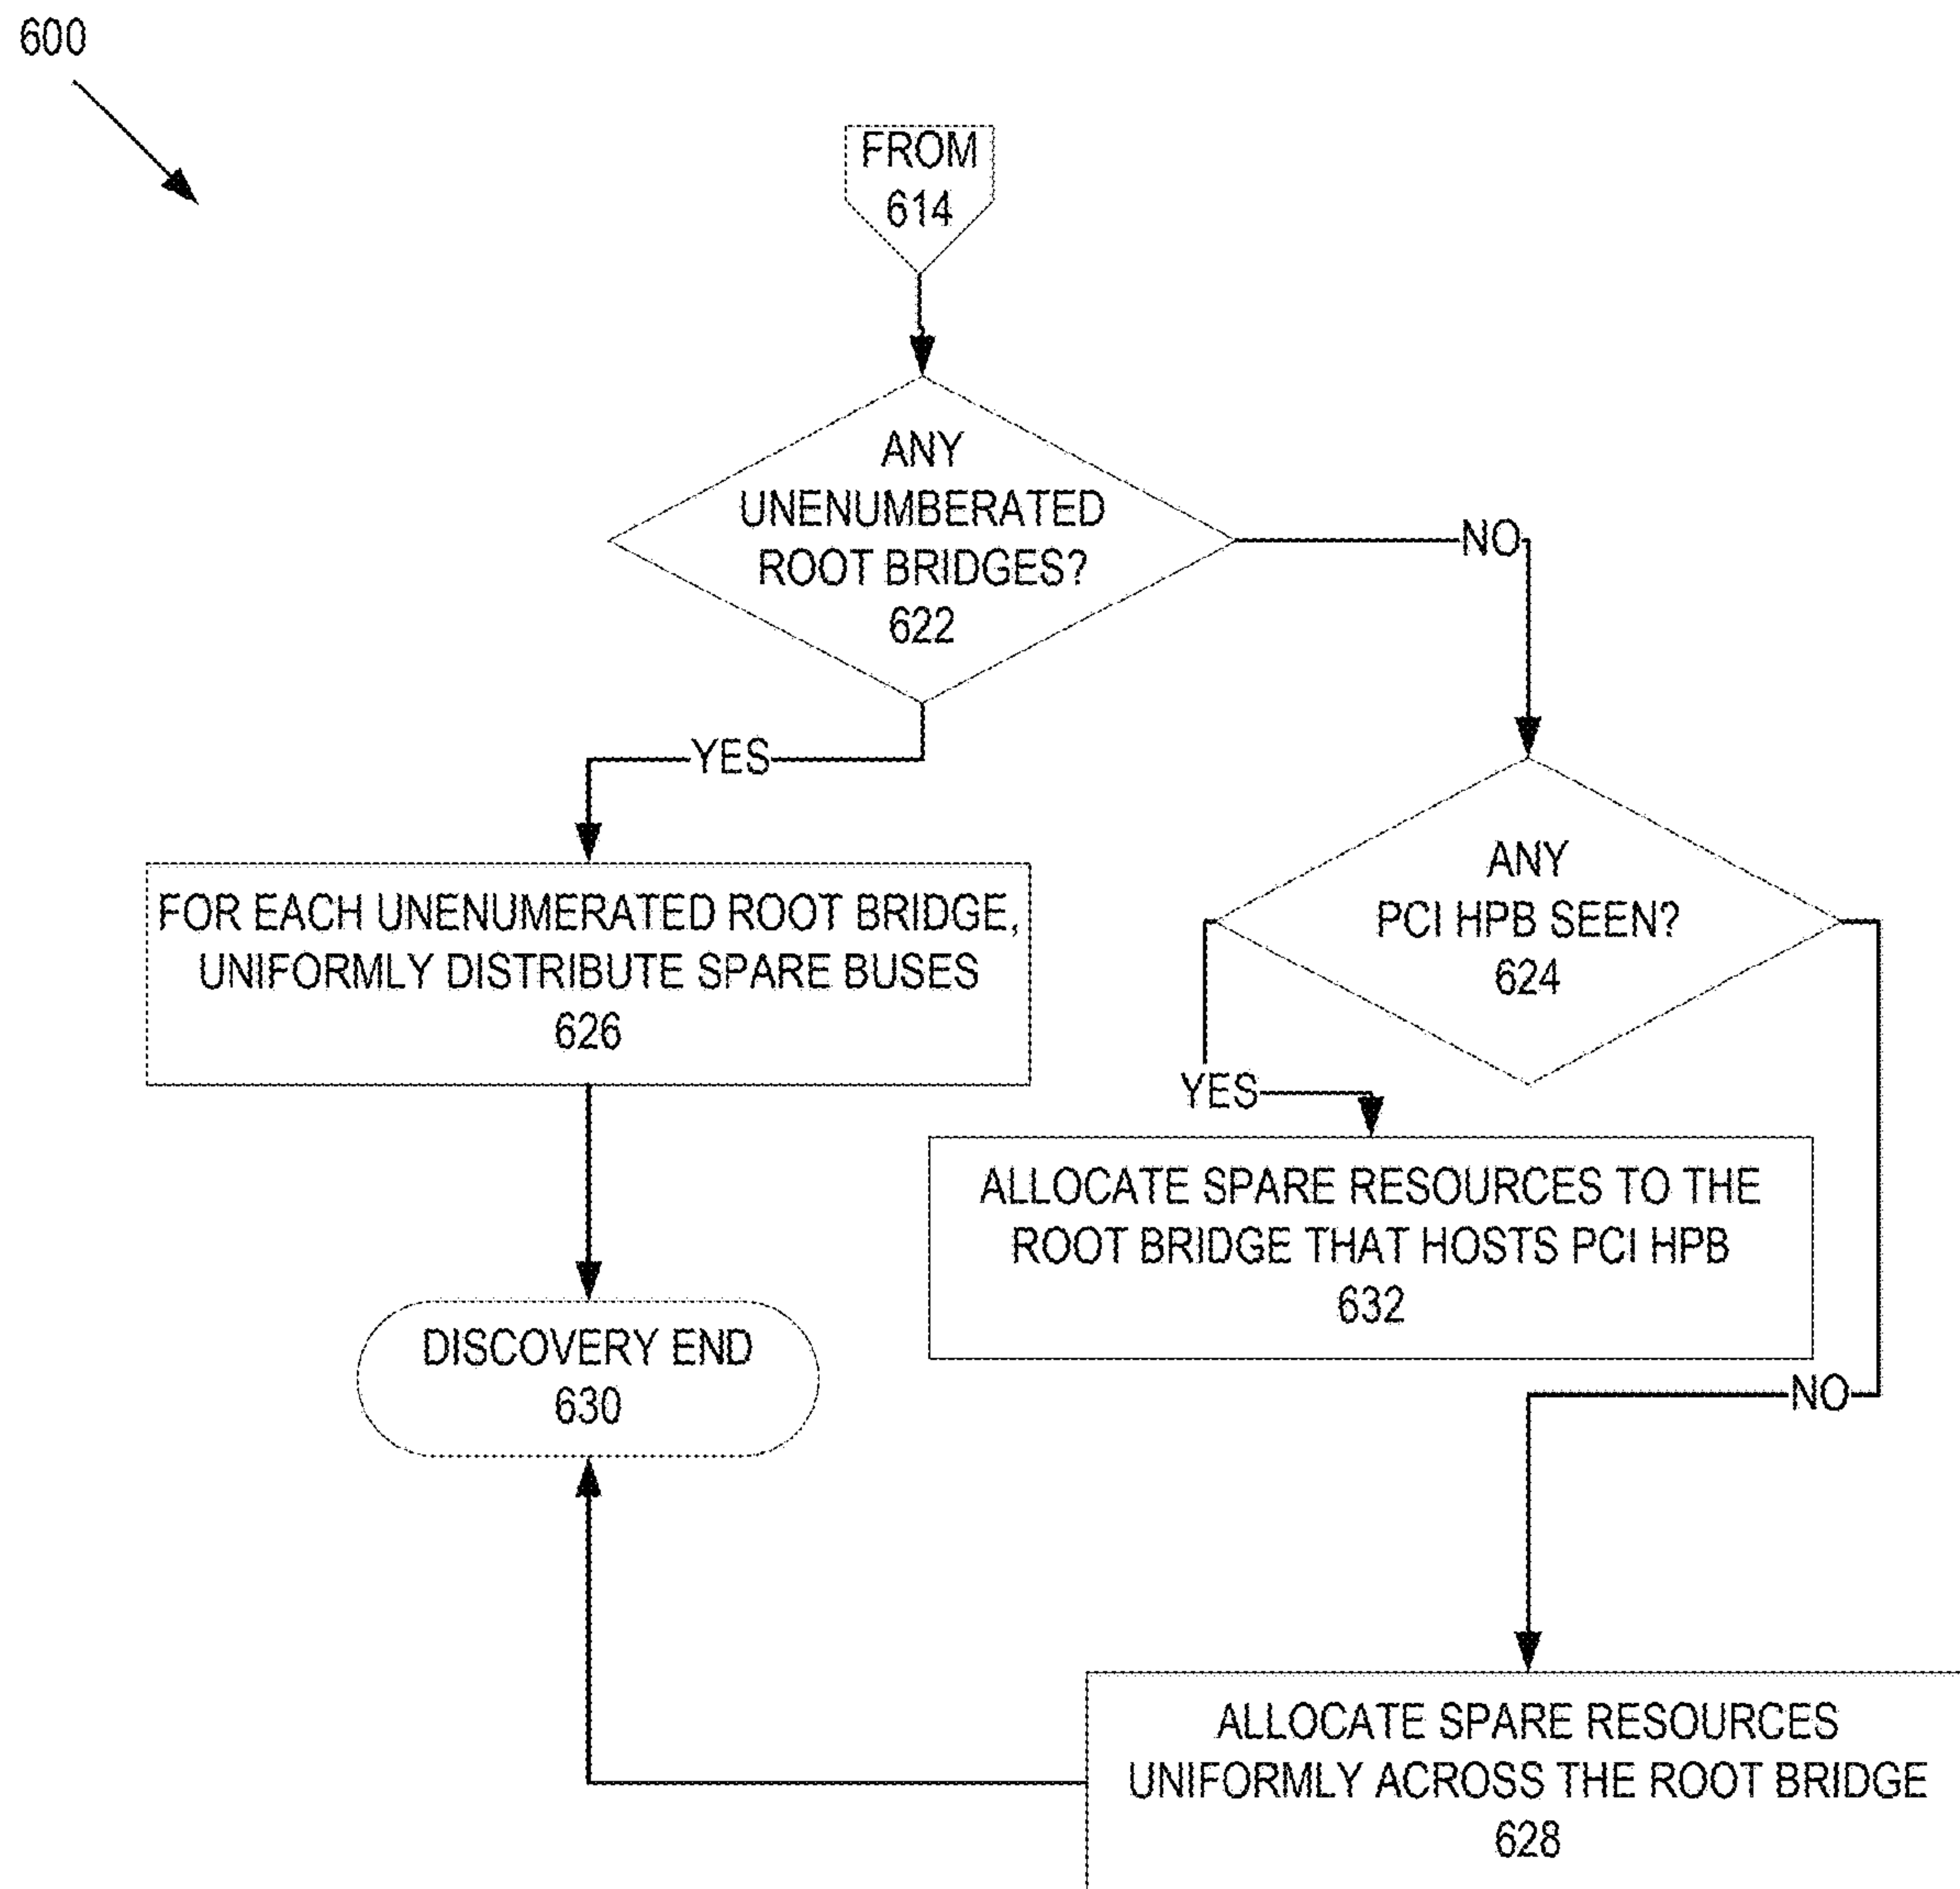 600
FROM
614
ANY
UNENUMBERATED
ROOT BRIDGES?
622
NO
YES
FOR EACH UNENUMERATED ROOT BRIDGE,
UNIFORMLY DISTRIBUTE SPARE BUSES
626
ANY
PCI HPB SEEN?
624
YES
ALLOCATE SPARE RESOURCES TO THE
ROOT BRIDGE THAT HOSTS PCI HPB
632
DISCOVERY END
630
NO
ALLOCATE SPARE RESOURCES
UNIFORMLY ACROSS THE ROOT BRIDGE
628